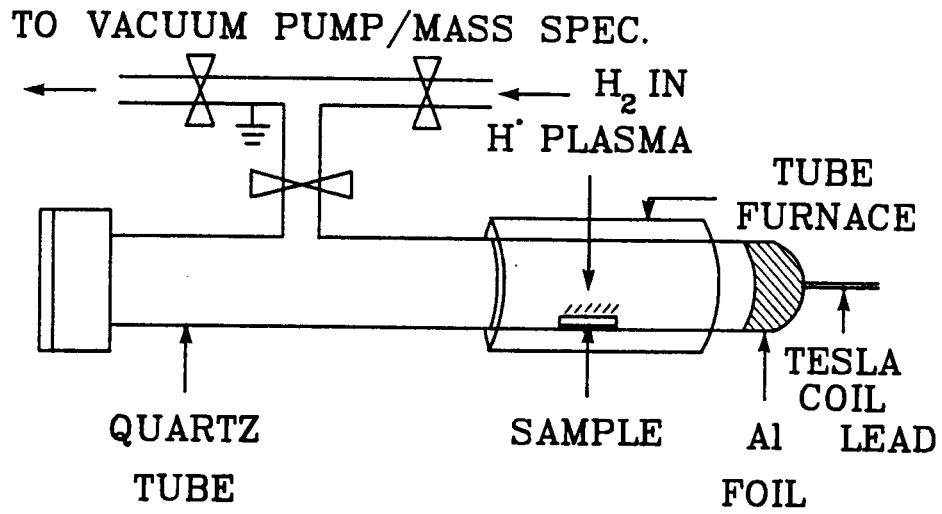 TO VACUUM PUMP/MASS SPEC.
H₂ IN
H˙ PLASMA
TUBE
FURNACE
TESLA
COIL
LEAD
QUARTZ
TUBE
SAMPLE
Al
FOIL